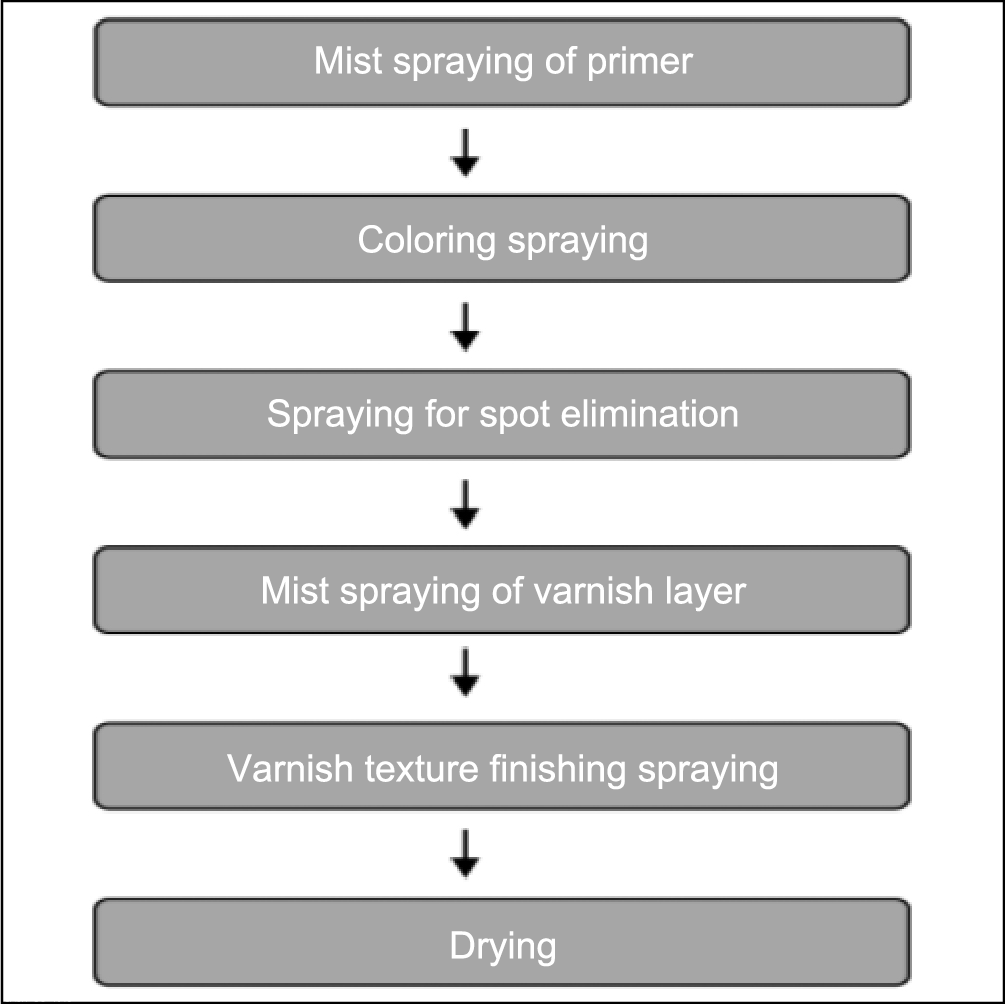 Mist spraying of primer
Coloring spraying
Spraying for spot elimination
Mist spraying of varnish layer
Varnish texture finishing spraying
Drying